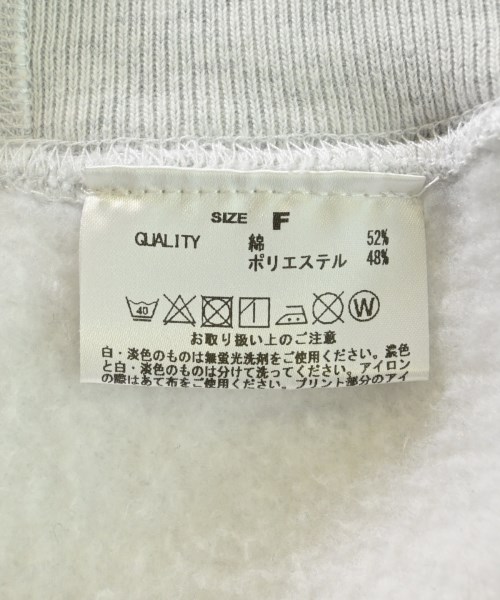 SIZE F
QUALITY 綿 52%
ポリエステル 48%
40 W
お取り扱い上のご注意
白・淡色のものは無蛍光洗剤をご使用ください。濃色
と白・淡色のものは分けて洗ってください。アイロン
の際はあて布をご使用ください。プリント部分のアイ